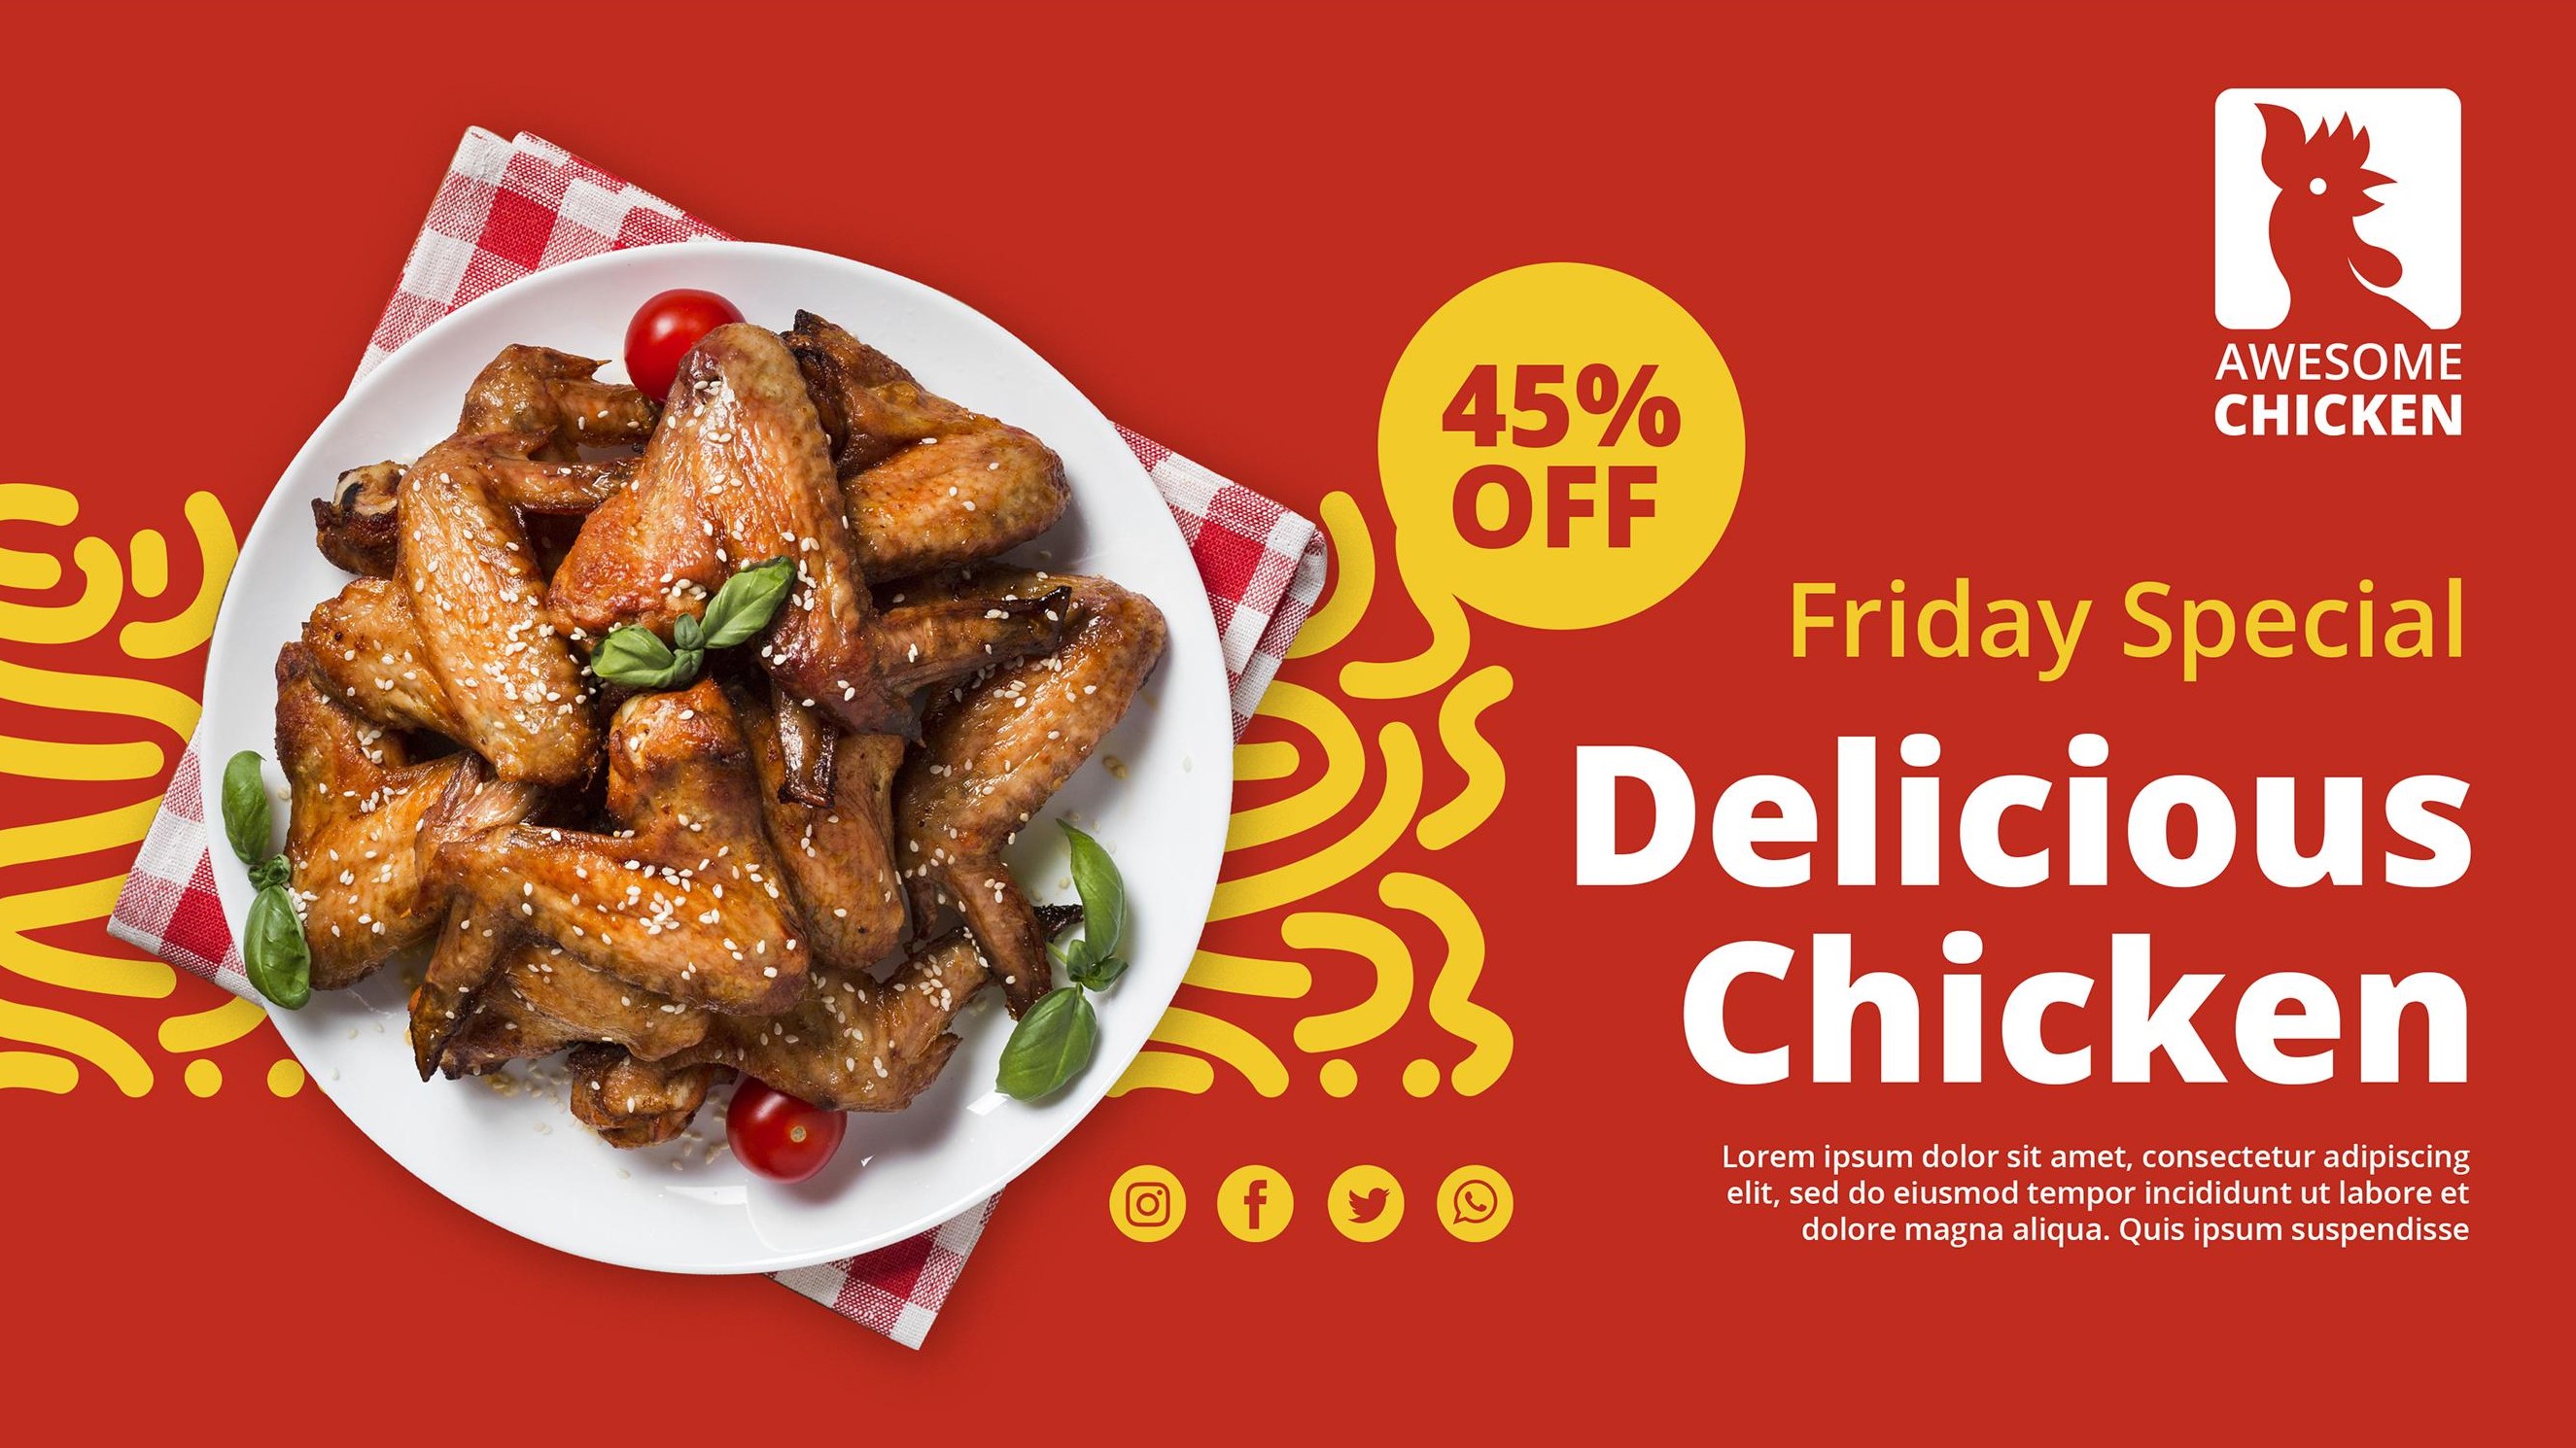 AWESOME
CHICKEN
45%
OFF
Friday Special
Delicious
Chicken
Lorem ipsum dolor sit amet, consectetur adipiscing
elit, sed do eiusmod tempor incididunt ut labore et
dolore magna aliqua. Quis ipsum suspendisse